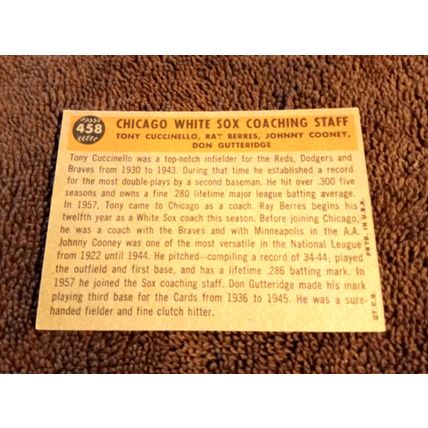 458
CHICAGO WHITE SOX COACHING STAFF
TONY CUCCINELLO, RAY BERRES, JOHNNY COONEY,
DON GUTTERIDGE
Tony Cuccinello was a top-notch infielder for the Reds, Dodgers and
Braves from 1930 to 1943. During that time he established a record
for the most double-plays by a second baseman. He hit over .300 five
seasons and owns a fine .280 lifetime major league batting average.
In 1957, Tony came to Chicago as a coach. Ray Berres begins his
twelfth year as a White Sox coach this season. Before joining Chicago,
he was a coach with the Braves and with Minneapolis in the A.A.
Johnny Cooney was one of the most versatile in the National League
from 1922 until 1944. He pitched—compiling a record of 34-44; played
the outfield and first base, and has a lifetime .286 batting mark. In
1957 he joined the Sox coaching staff. Don Gutteridge made his mark
playing third base for the Cards from 1936 to 1945. He was a sure-
handed fielder and fine clutch hitter.
©T.C.G. PRTD. IN U.S.A.